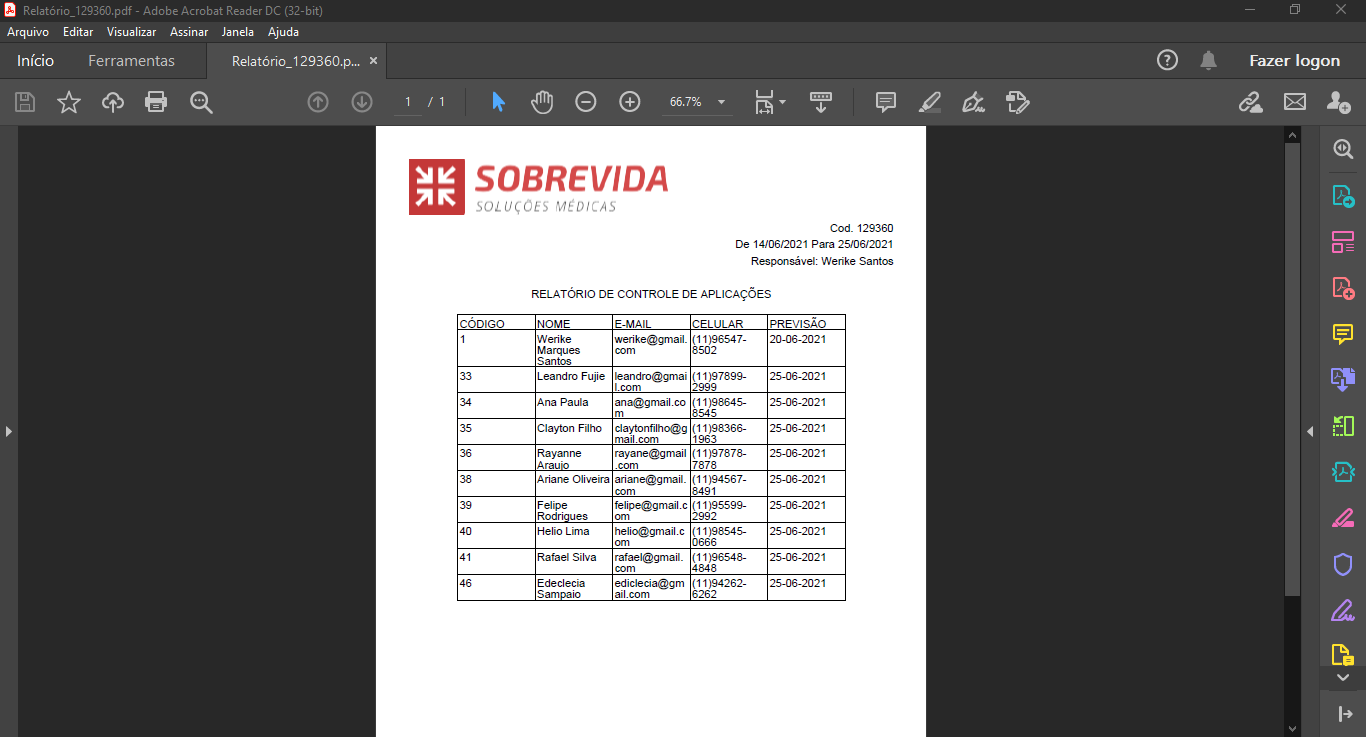 Relatório_129360.pdf - Adobe Acrobat Reader DC (32-bit)
Arquivo Editar Visualizar Assinar Janela Ajuda
Início Ferramentas Relatório_129360.p... × Fazer logon
1 / 1 66.7%
SOBREVIDA
SOLUÇÕES MÉDICAS
Cod. 129360
De 14/06/2021 Para 25/06/2021
Responsável: Werike Santos
RELATÓRIO DE CONTROLE DE APLICAÇÕES
CÓDIGO NOME E-MAIL CELULAR PREVISÃO
1 Werike werike@gmail. (11)96547- 20-06-2021
Marques com 8502
Santos
33 Leandro Fujie leandro@gmai (11)97899- 25-06-2021
l.com 2999
34 Ana Paula ana@gmail.co (11)98645- 25-06-2021
m 8545
35 Clayton Filho claytonfilho@g (11)98366- 25-06-2021
mail.com 1963
36 Rayanne rayane@gmail (11)97878- 25-06-2021
Araujo .com 7878
38 Ariane Oliveira ariane@gmail. (11)94567- 25-06-2021
com 8491
39 Felipe felipe@gmail.c (11)95599- 25-06-2021
Rodrigues om 2992
40 Helio Lima helio@gmail.c (11)98545- 25-06-2021
om 0666
41 Rafael Silva rafael@gmail. (11)96548- 25-06-2021
com 4848
46 Edeclecia ediclecia@gm (11)94262- 25-06-2021
Sampaio ail.com 6262